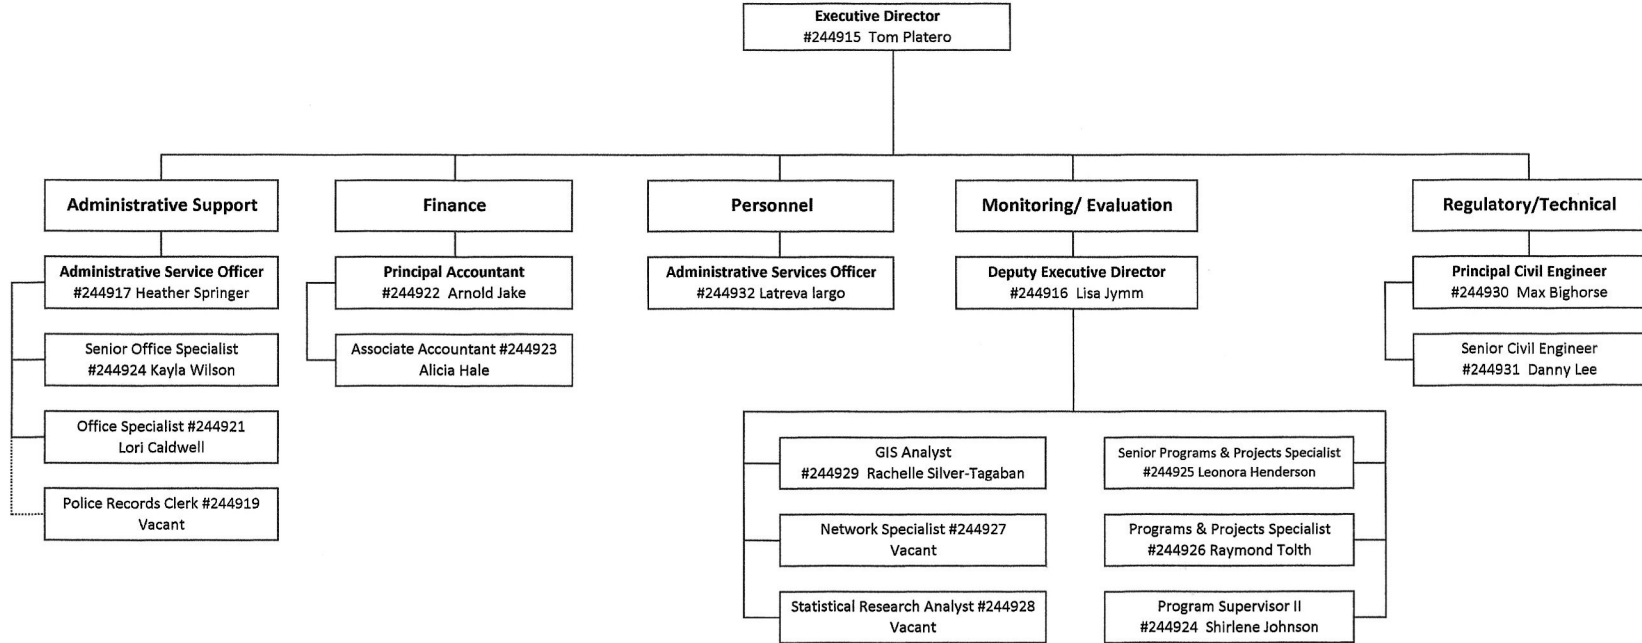 Executive Director
#244915 Tom Platero
Administrative Support
Finance
Personnel
Monitoring/ Evaluation
Regulatory/Technical
Administrative Service Officer
#244917 Heather Springer
Principal Accountant
#244922 Arnold Jake
Administrative Services Officer
#244932 Latreva largo
Deputy Executive Director
#244916 Lisa Jymm
Principal Civil Engineer
#244930 Max Bighorse
Senior Office Specialist
#244924 Kayla Wilson
Associate Accountant #244923
Alicia Hale
Senior Civil Engineer
#244931 Danny Lee
Office Specialist #244921
Lori Caldwell
Police Records Clerk #244919
Vacant
GIS Analyst
#244929 Rachelle Silver-Tagaban
Senior Programs & Projects Specialist
#244925 Leonora Henderson
Network Specialist #244927
Vacant
Programs & Projects Specialist
#244926 Raymond Tolth
Statistical Research Analyst #244928
Vacant
Program Supervisor II
#244924 Shirlene Johnson